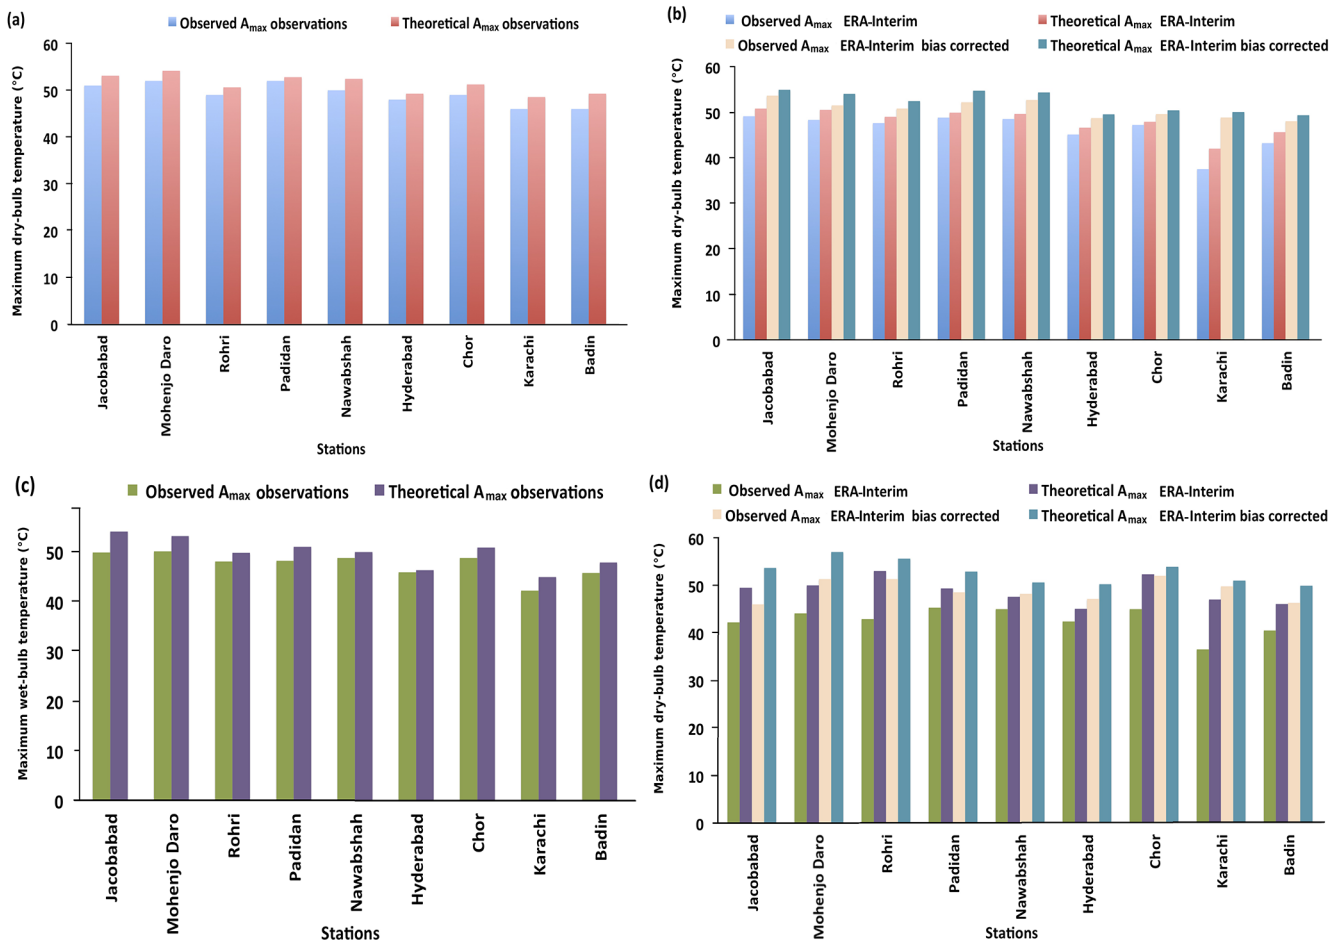 (a)
Observed Amax observations
Theoretical Amax observations
Maximum dry-bulb temperature (°C)
60
50
40
30
20
10
0
Jacobabad
Mohenjo Daro
Rohri
Padidan
Nawabshah
Hyderabad
Chor
Karachi
Badin
Stations
(b)
Observed Amax ERA-Interim
Theoretical Amax ERA-Interim
Observed Amax ERA-Interim bias corrected
Theoretical Amax ERA-Interim bias corrected
Maximum dry-bulb temperature (°C)
60
50
40
30
20
10
0
Jacobabad
Mohenjo Daro
Rohri
Padidan
Nawabshah
Hyderabad
Chor
Karachi
Badin
Stations
(c)
Observed Amax observations
Theoretical Amax observations
Maximum wet-bulb temperature (°C)
50
40
30
20
10
0
Jacobabad
Mohenjo Daro
Rohri
Padidan
Nawabshah
Hyderabad
Chor
Karachi
Badin
Stations
(d)
Observed Amax ERA-Interim
Theoretical Amax ERA-Interim
Observed Amax ERA-Interim bias corrected
Theoretical Amax ERA-Interim bias corrected
Maximum dry-bulb temperature (°C)
60
50
40
30
20
10
0
Jacobabad
Mohenjo Daro
Rohri
Padidan
Nawabshah
Hyderabad
Chor
Karachi
Badin
Stations